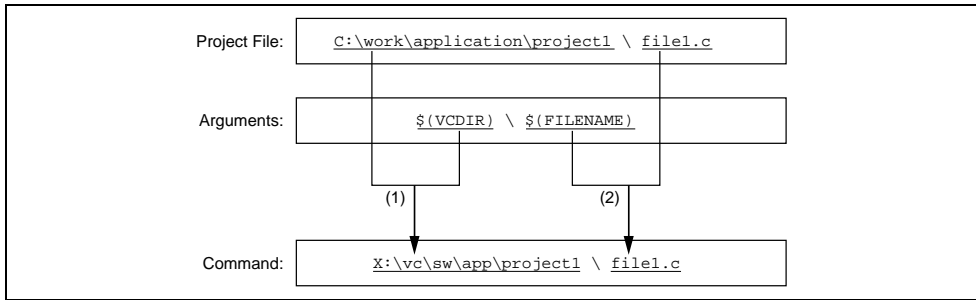 Project File: C:\work\application\project1 \ file1.c
Arguments: $(VCDIR) \ $(FILENAME)
(1) (2)
Command: X:\vc\sw\app\project1 \ file1.c